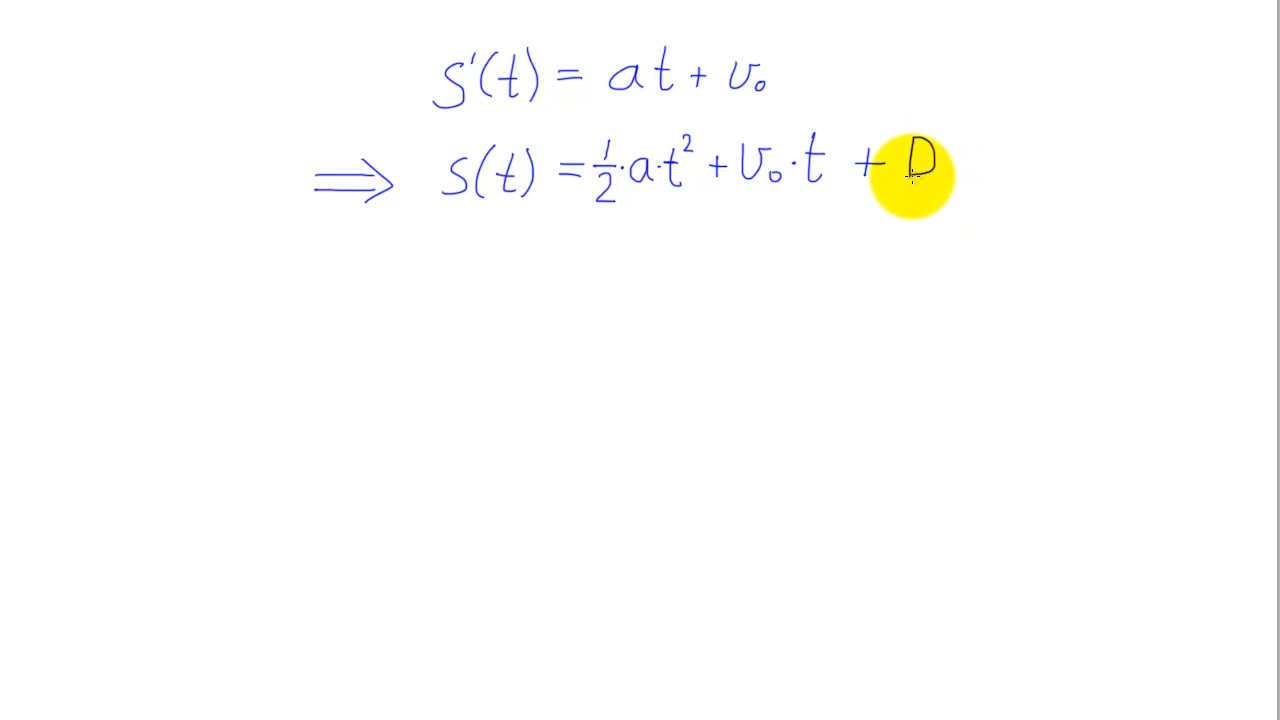 S'(t) = at + v₀
⟹ s(t) = 1/2 · a · t² + v₀ · t + D